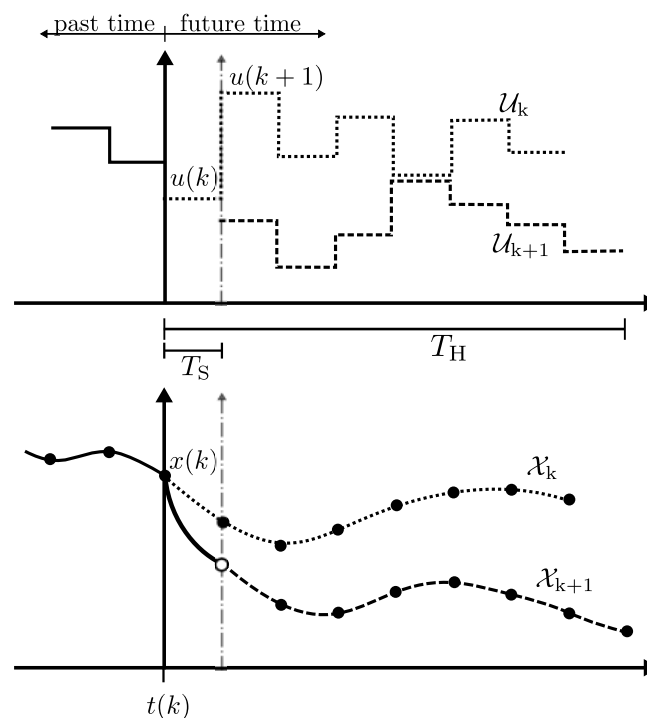 past time future time
u(k+1)
𝒰k
u(k)
𝒰k+1
TH
TS
x(k)
𝒳k
𝒳k+1
t(k)